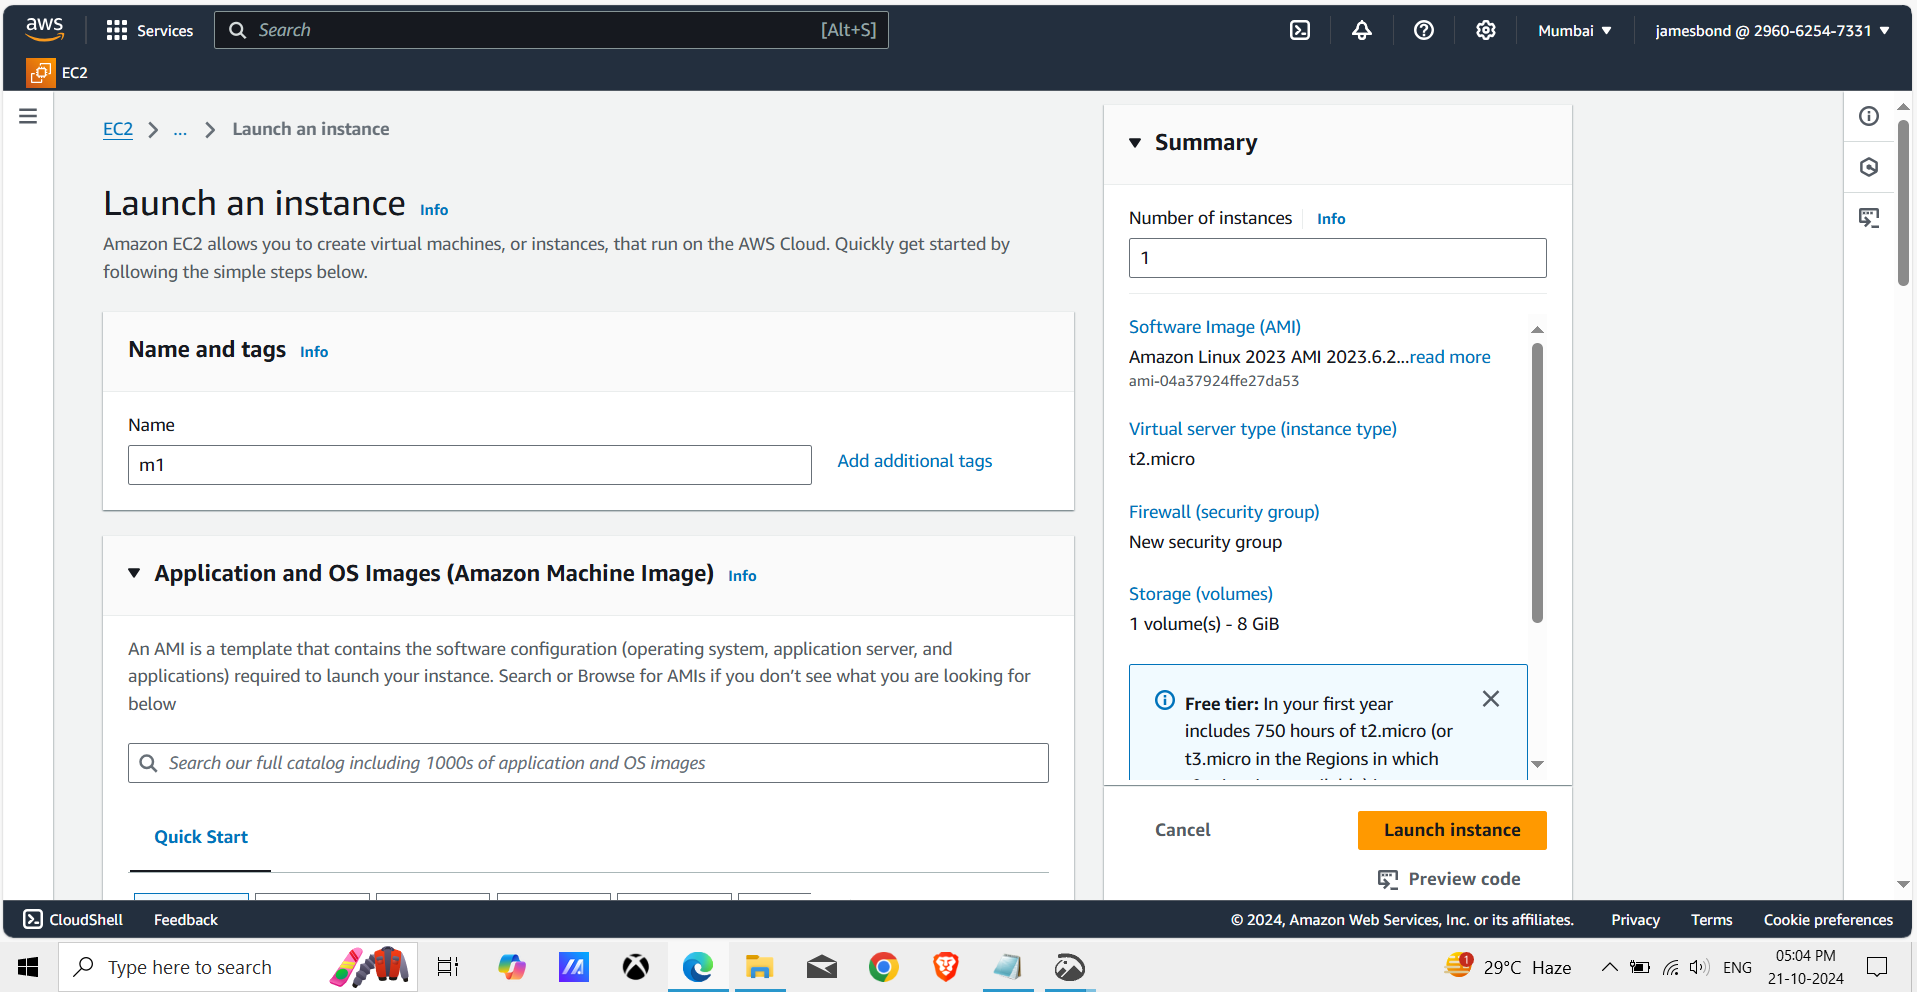 aws
Services
Search
[Alt+S]
Mumbai
jamesbond @ 2960-6254-7331
EC2
EC2
...
Launch an instance
Launch an instance Info
Amazon EC2 allows you to create virtual machines, or instances, that run on the AWS Cloud. Quickly get started by
following the simple steps below.
Name and tags Info
Name
m1
Add additional tags
Application and OS Images (Amazon Machine Image) Info
An AMI is a template that contains the software configuration (operating system, application server, and
applications) required to launch your instance. Search or Browse for AMIs if you don’t see what you are looking for
below
Search our full catalog including 1000s of application and OS images
Quick Start
Summary
Number of instances Info
1
Software Image (AMI)
Amazon Linux 2023 AMI 2023.6.2...read more
ami-04a37924ffe27da53
Virtual server type (instance type)
t2.micro
Firewall (security group)
New security group
Storage (volumes)
1 volume(s) - 8 GiB
Free tier: In your first year
includes 750 hours of t2.micro (or
t3.micro in the Regions in which
Cancel
Launch instance
Preview code
CloudShell
Feedback
© 2024, Amazon Web Services, Inc. or its affiliates.
Privacy
Terms
Cookie preferences
Type here to search
1
29°C Haze
ENG
05:04 PM
21-10-2024